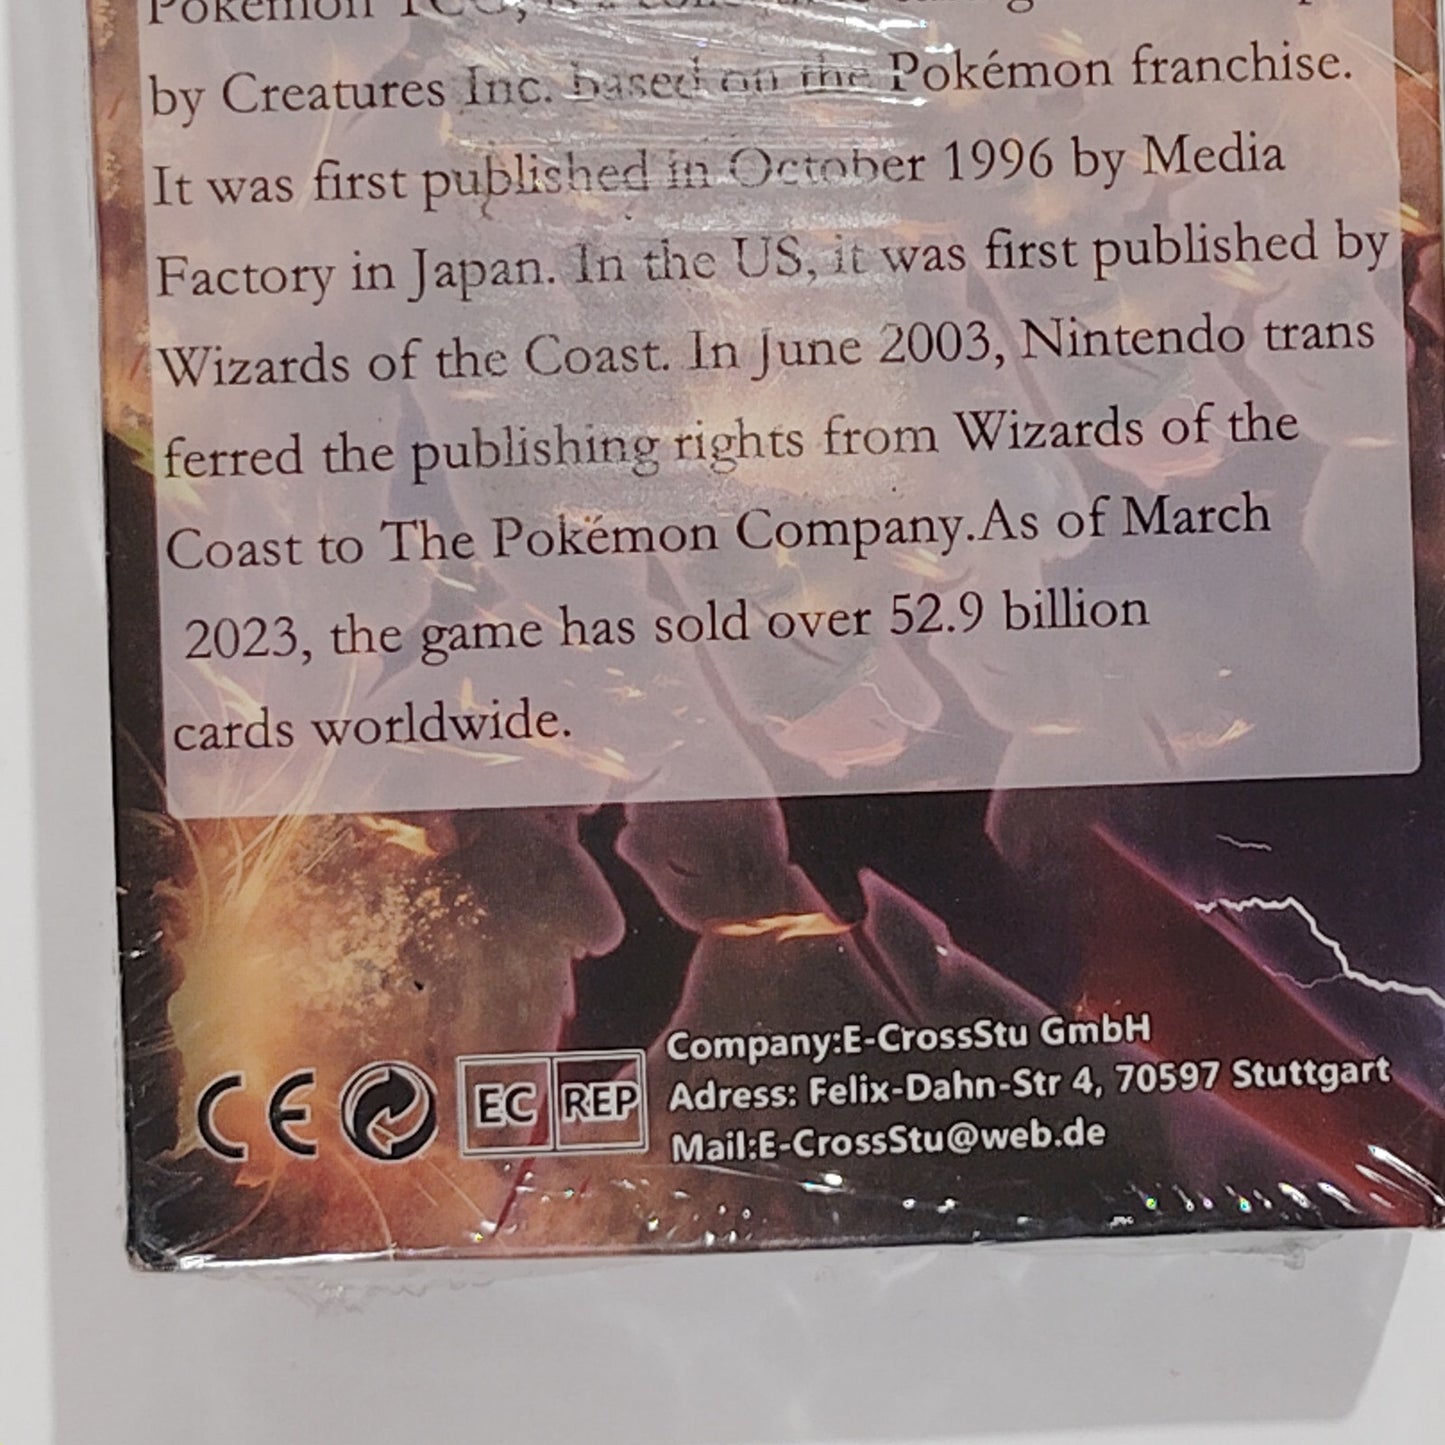 Pokémon TCG, is a
by Creatures Inc. based on the Pokémon franchise.
It was first published in October 1996 by Media
Factory in Japan. In the US, it was first published by
Wizards of the Coast. In June 2003, Nintendo trans
ferred the publishing rights from Wizards of the
Coast to The Pokémon Company.As of March
2023, the game has sold over 52.9 billion
cards worldwide.
CE
EC REP
Company:E-CrossStu GmbH
Adress: Felix-Dahn-Str 4, 70597 Stuttgart
Mail:E-CrossStu@web.de